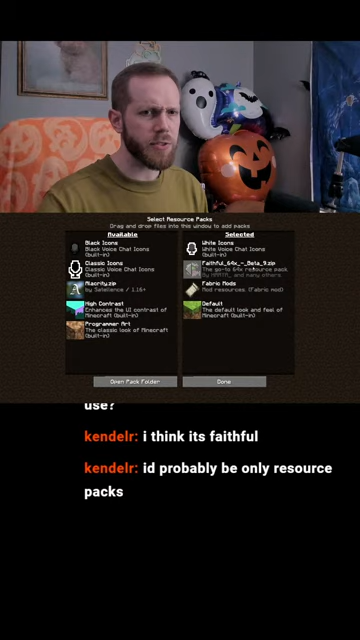 Select Resource Packs
Drag and drop files into this window to add packs
Available
Black Icons
Black Voice Chat Icons
(built-in)
Classic Icons
Classic Voice Chat Icons
(built-in)
Alacrity.zip
by Satellence / 1.16+
High Contrast
Enhances the UI contrast of
Minecraft (built-in)
Programmer Art
The classic look of Minecraft
(built-in)
Selected
White Icons
White Voice Chat Icons
(built-in)
Faithful_64x_-_Beta_9.zip
The go-to 64x resource pack
and many others
Fabric Mods
Mod resources. (Fabric mod)
Default
The default look and feel of
Minecraft (built-in)
Open Pack Folder
Done
use?
kendelr: i think its faithful
kendelr: id probably be only resource
packs